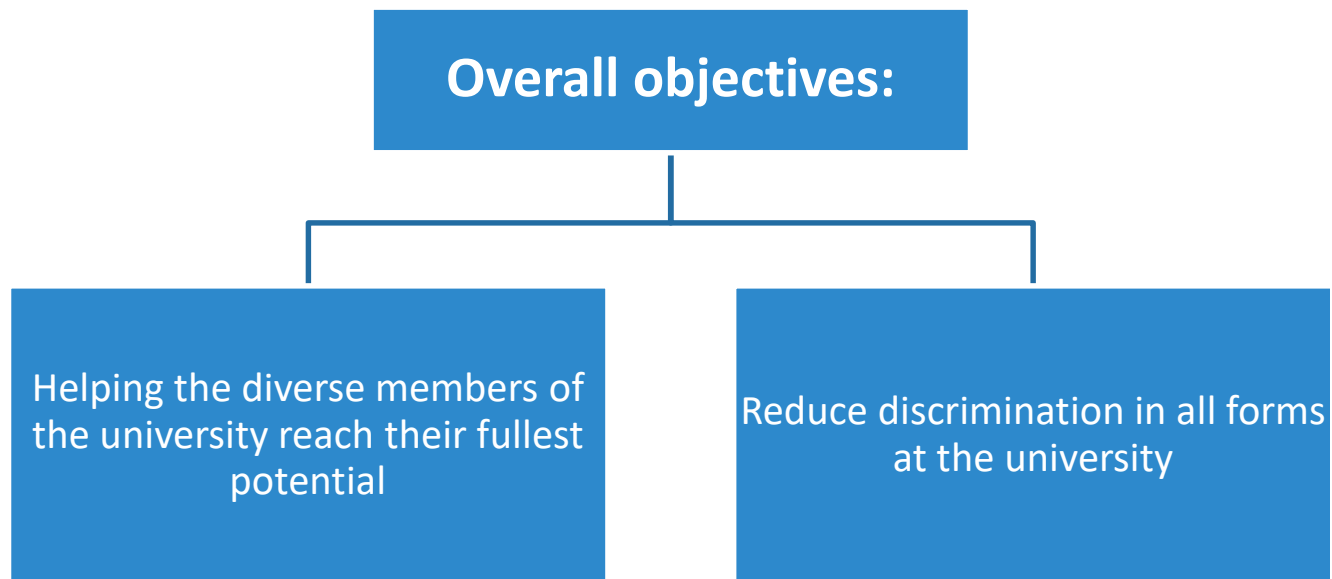 Overall objectives:
Helping the diverse members of
the university reach their fullest
potential
Reduce discrimination in all forms
at the university